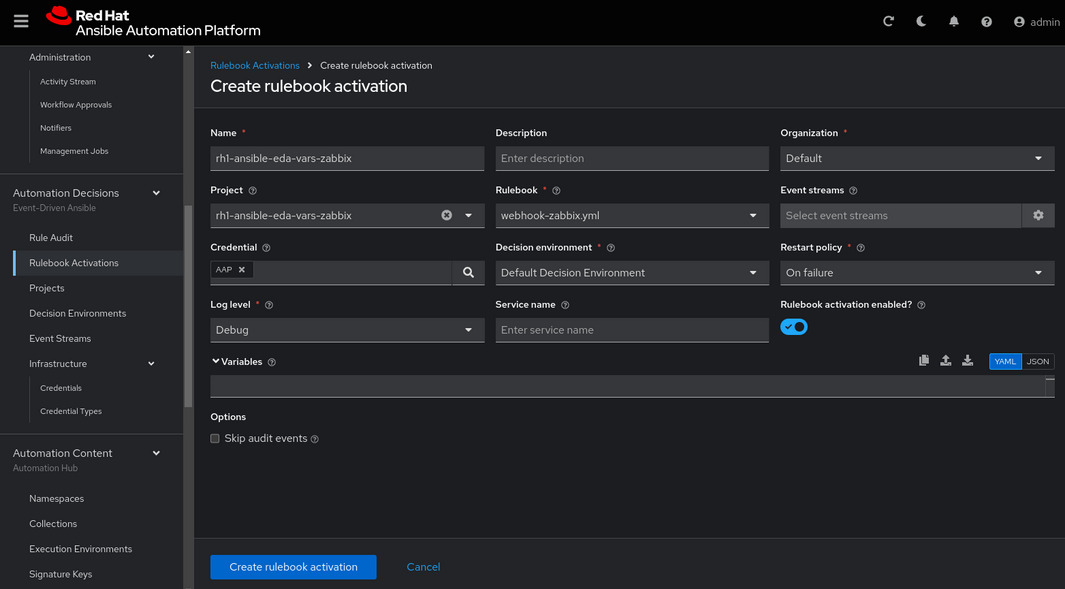 Red Hat
Ansible Automation Platform
admin
Administration
Activity Stream
Workflow Approvals
Notifiers
Management Jobs
Automation Decisions
Event-Driven Ansible
Rule Audit
Rulebook Activations
Projects
Decision Environments
Event Streams
Infrastructure
Credentials
Credential Types
Automation Content
Automation Hub
Namespaces
Collections
Execution Environments
Signature Keys
Rulebook Activations > Create rulebook activation
Create rulebook activation
Name * Description Organization *
rh1-ansible-eda-vars-zabbix Enter description Default
Project Rulebook * Event streams
rh1-ansible-eda-vars-zabbix webhook-zabbix.yml Select event streams
Credential Decision environment * Restart policy *
AAP Default Decision Environment On failure
Log level * Service name Rulebook activation enabled?
Debug Enter service name
Variables YAML JSON
Options
Skip audit events
Create rulebook activation Cancel